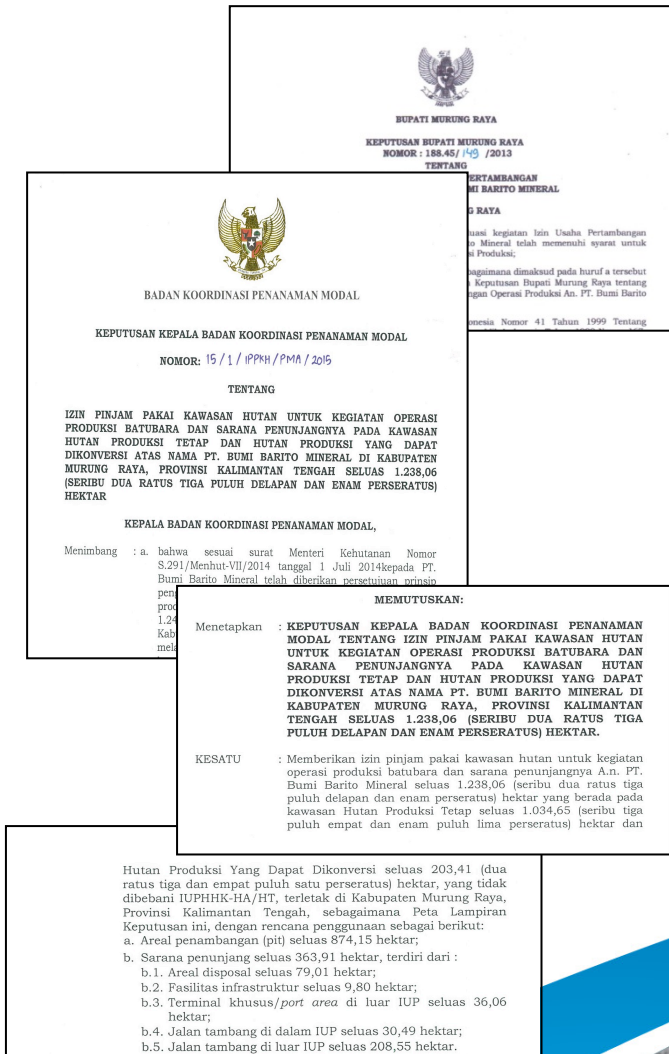 BUPATI MURUNG RAYA
KEPUTUSAN BUPATI MURUNG RAYA
NOMOR : 188.45/ 149 /2013
TENTANG
ERTAMBANGAN
MI BARITO MINERAL
G RAYA
uasi kegiatan Izin Usaha Pertambangan
o Mineral telah memenuhi syarat untuk
si Produksi;
bagaimana dimaksud pada huruf a tersebut
Keputusan Bupati Murung Raya tentang
ngan Operasi Produksi An. PT. Bumi Barito
onesia Nomor 41 Tahun 1999 Tentang
BADAN KOORDINASI PENANAMAN MODAL
KEPUTUSAN KEPALA BADAN KOORDINASI PENANAMAN MODAL
NOMOR: 15 / 1 / IPPKH / PMA / 2015
TENTANG
IZIN PINJAM PAKAI KAWASAN HUTAN UNTUK KEGIATAN OPERASI
PRODUKSI BATUBARA DAN SARANA PENUNJANGNYA PADA KAWASAN
HUTAN PRODUKSI TETAP DAN HUTAN PRODUKSI YANG DAPAT
DIKONVERSI ATAS NAMA PT. BUMI BARITO MINERAL DI KABUPATEN
MURUNG RAYA, PROVINSI KALIMANTAN TENGAH SELUAS 1.238,06
(SERIBU DUA RATUS TIGA PULUH DELAPAN DAN ENAM PERSERATUS)
HEKTAR
KEPALA BADAN KOORDINASI PENANAMAN MODAL,
Menimbang : a. bahwa sesuai surat Menteri Kehutanan Nomor
S.291/Menhut-VII/2014 tanggal 1 Juli 2014kepada PT.
Bumi Barito Mineral telah diberikan persetujuan prinsip
peng
prod
1.24
Kab
mela
MEMUTUSKAN:
Menetapkan : KEPUTUSAN KEPALA BADAN KOORDINASI PENANAMAN
MODAL TENTANG IZIN PINJAM PAKAI KAWASAN HUTAN
UNTUK KEGIATAN OPERASI PRODUKSI BATUBARA DAN
SARANA PENUNJANGNYA PADA KAWASAN HUTAN
PRODUKSI TETAP DAN HUTAN PRODUKSI YANG DAPAT
DIKONVERSI ATAS NAMA PT. BUMI BARITO MINERAL DI
KABUPATEN MURUNG RAYA, PROVINSI KALIMANTAN
TENGAH SELUAS 1.238,06 (SERIBU DUA RATUS TIGA
PULUH DELAPAN DAN ENAM PERSERATUS) HEKTAR.
KESATU : Memberikan izin pinjam pakai kawasan hutan untuk kegiatan
operasi produksi batubara dan sarana penunjangnya A.n. PT.
Bumi Barito Mineral seluas 1.238,06 (seribu dua ratus tiga
puluh delapan dan enam perseratus) hektar yang berada pada
kawasan Hutan Produksi Tetap seluas 1.034,65 (seribu tiga
puluh empat dan enam puluh lima perseratus) hektar dan
Hutan Produksi Yang Dapat Dikonversi seluas 203,41 (dua
ratus tiga dan empat puluh satu perseratus) hektar, yang tidak
dibebani IUPHHK-HA/HT, terletak di Kabupaten Murung Raya,
Provinsi Kalimantan Tengah, sebagaimana Peta Lampiran
Keputusan ini, dengan rencana penggunaan sebagai berikut:
a. Areal penambangan (pit) seluas 874,15 hektar;
b. Sarana penunjang seluas 363,91 hektar, terdiri dari :
b.1. Areal disposal seluas 79,01 hektar;
b.2. Fasilitas infrastruktur seluas 9,80 hektar;
b.3. Terminal khusus/port area di luar IUP seluas 36,06
hektar;
b.4. Jalan tambang di dalam IUP seluas 30,49 hektar;
b.5. Jalan tambang di luar IUP seluas 208,55 hektar.